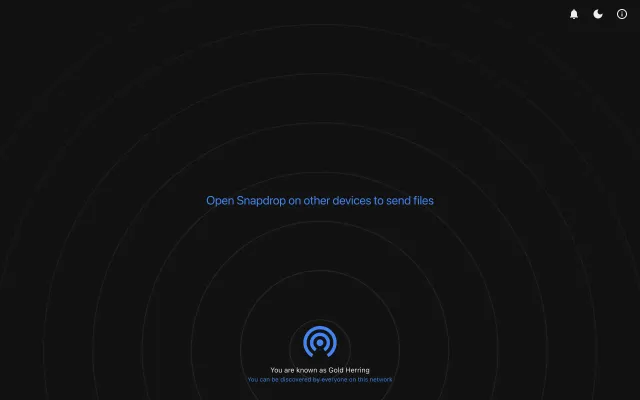 Open Snapdrop on other devices to send files
You are known as Gold Herring
You can be discovered by everyone on this network